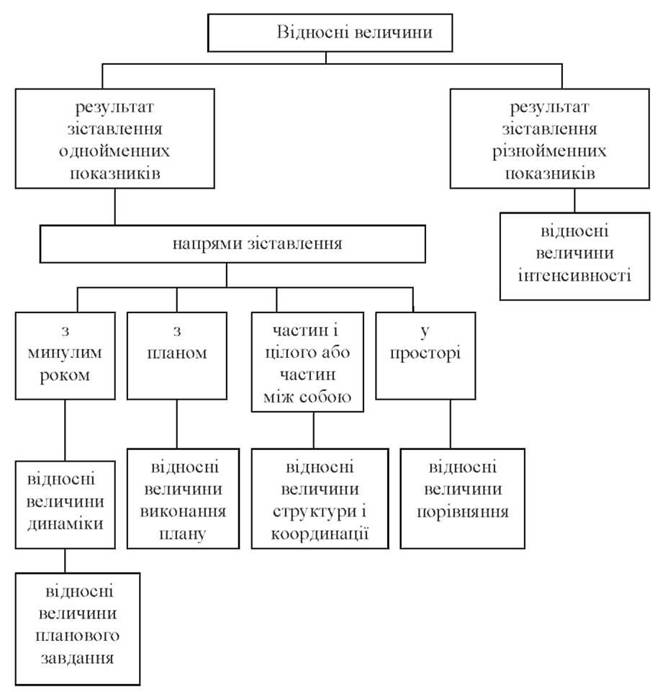 Відносні величини
результат
зіставлення
однойменних
показників
результат
зіставлення
різнойменних
показників
напрями зіставлення
відносні
величини
інтенсивності
з
минулим
роком
з
планом
частин і
цілого або
частин
між собою
у
просторі
відносні
величини
динаміки
відносні
величини
виконання
плану
відносні
величини
структури і
координації
відносні
величини
порівняння
відносні
величини
планового
завдання